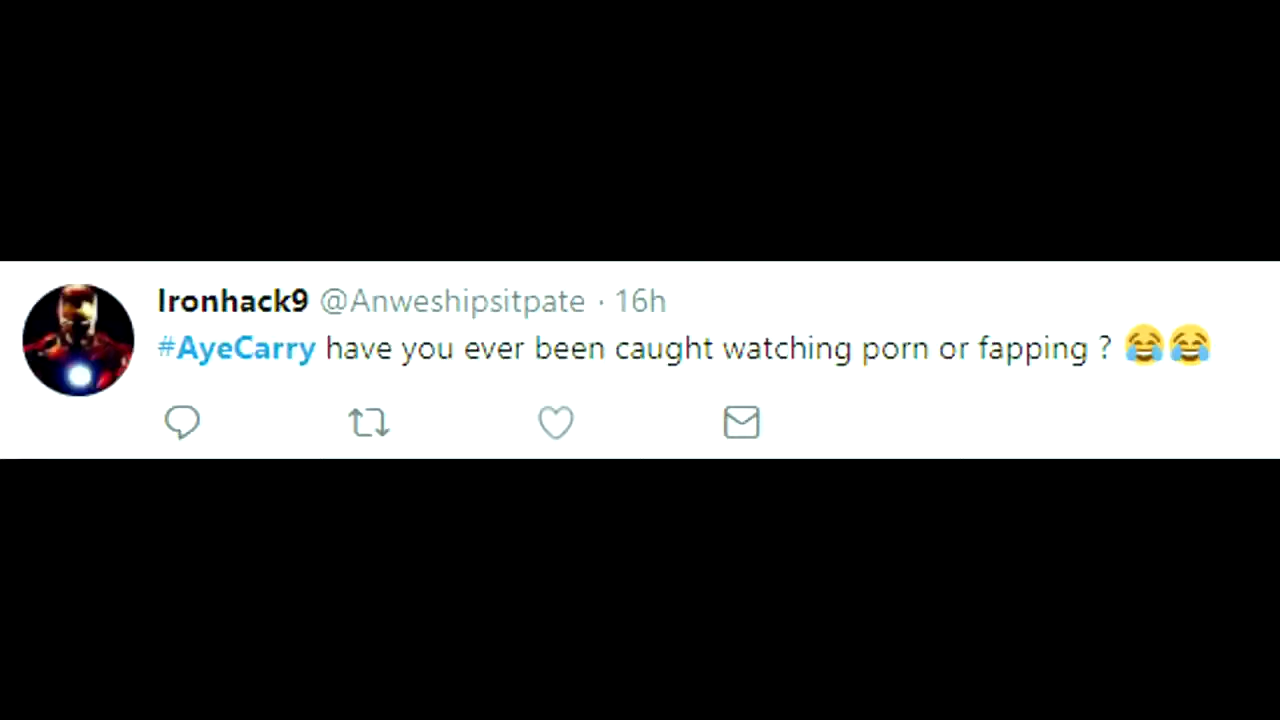 Ironhack9 @Anweshipsitpate · 16h
#AyeCarry have you ever been caught watching porn or fapping ? 😂😂